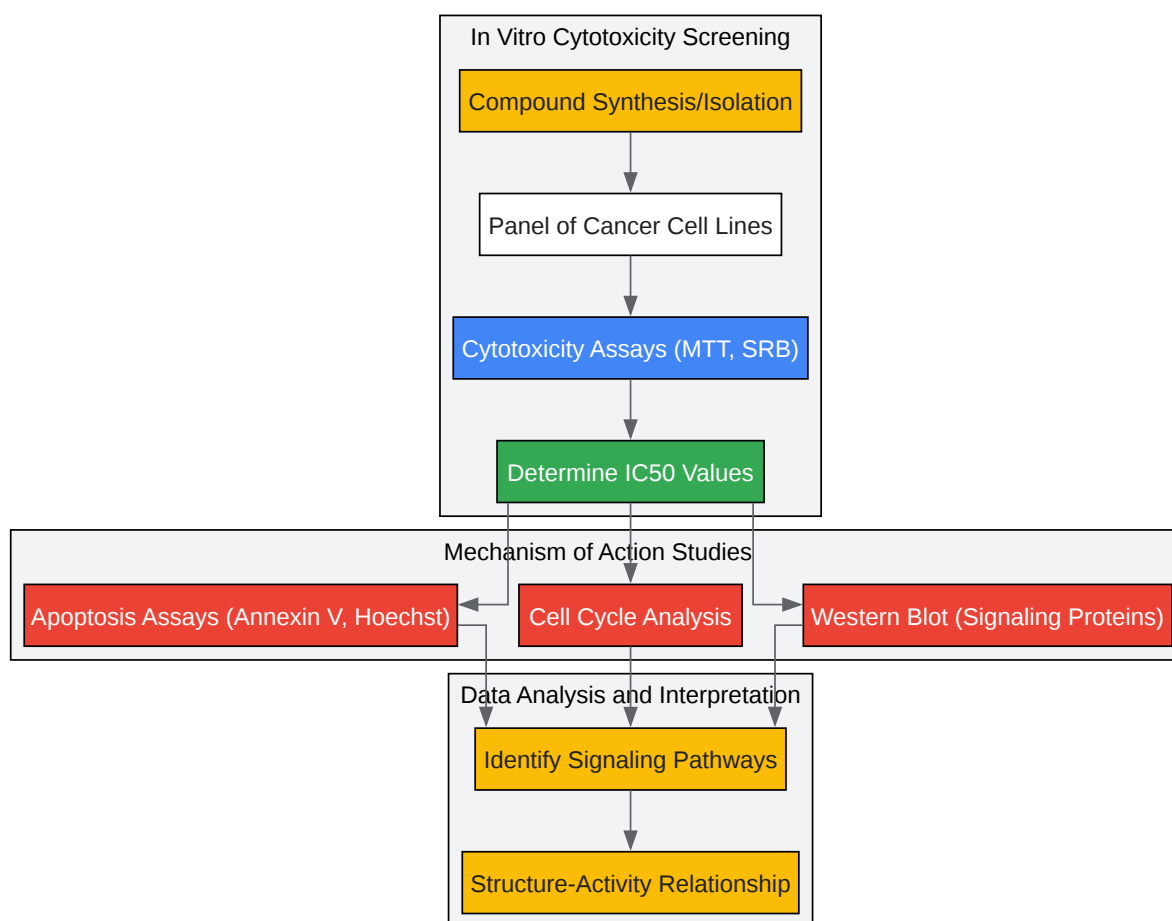 In Vitro Cytotoxicity Screening
Compound Synthesis/Isolation
Panel of Cancer Cell Lines
Cytotoxicity Assays (MTT, SRB)
Determine IC50 Values
Mechanism of Action Studies
Apoptosis Assays (Annexin V, Hoechst)
Cell Cycle Analysis
Western Blot (Signaling Proteins)
Data Analysis and Interpretation
Identify Signaling Pathways
Structure-Activity Relationship